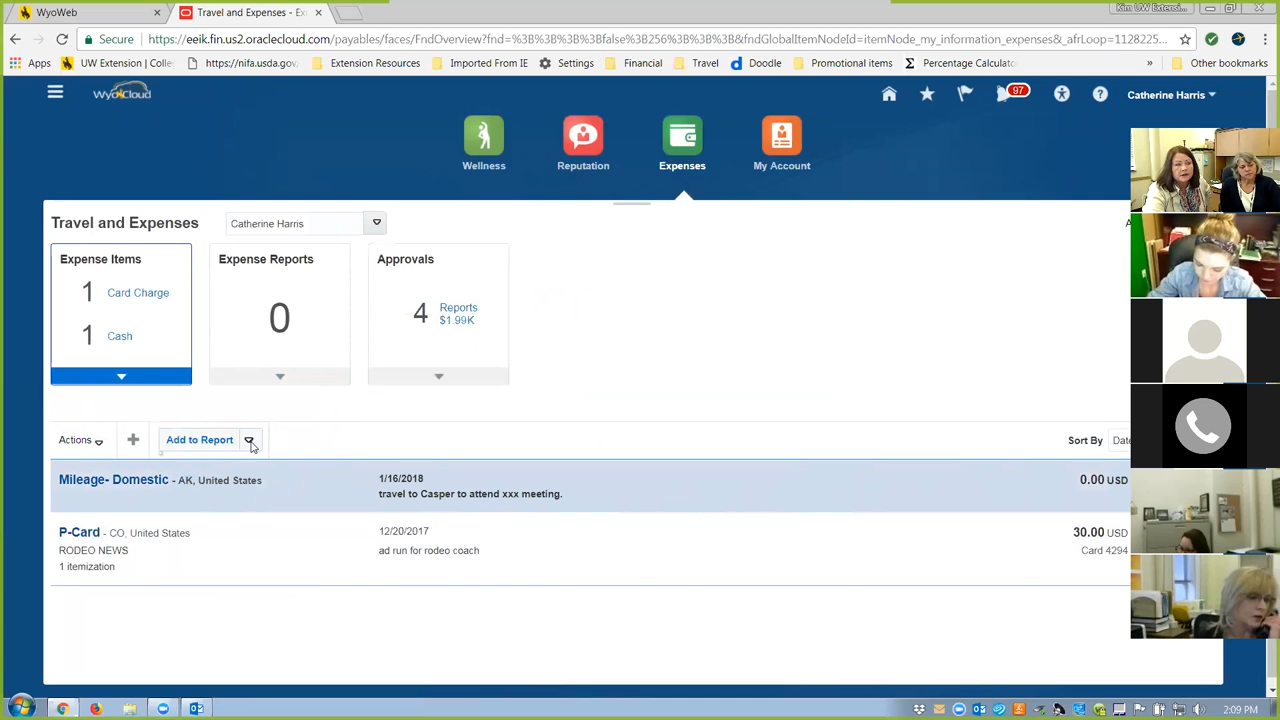 WyoWeb
Travel and Expenses - Ex
Kim UW Extensi...
Secure
https://eeik.fin.us2.oraclecloud.com/payables/faces/FndOverview?fnd=%3B%3B%3B%3Bfalse%3B256%3B%3B%3B&fndGlobalItemNodeId=itemNode_my_information_expenses&_afrLoop=1128225...
Apps
UW Extension | Colle
https://nifa.usda.gov
Extension Resources
Imported From IE
Settings
Financial
Doodle
Promotional items
Percentage Calculato
»
Other bookmarks
WyoCloud
97
Catherine Harris
Wellness
Reputation
Expenses
My Account
Travel and Expenses
Catherine Harris
A
Expense Items
1 Card Charge
1 Cash
Expense Reports
0
Approvals
4 Reports
$1.99K
Actions
Add to Report
Sort By
Date
Mileage- Domestic - AK, United States
1/16/2018
travel to Casper to attend xxx meeting.
0.00 USD
P-Card - CO, United States
12/20/2017
30.00 USD
RODEO NEWS
ad run for rodeo coach
Card 4294
1 itemization
2:09 PM